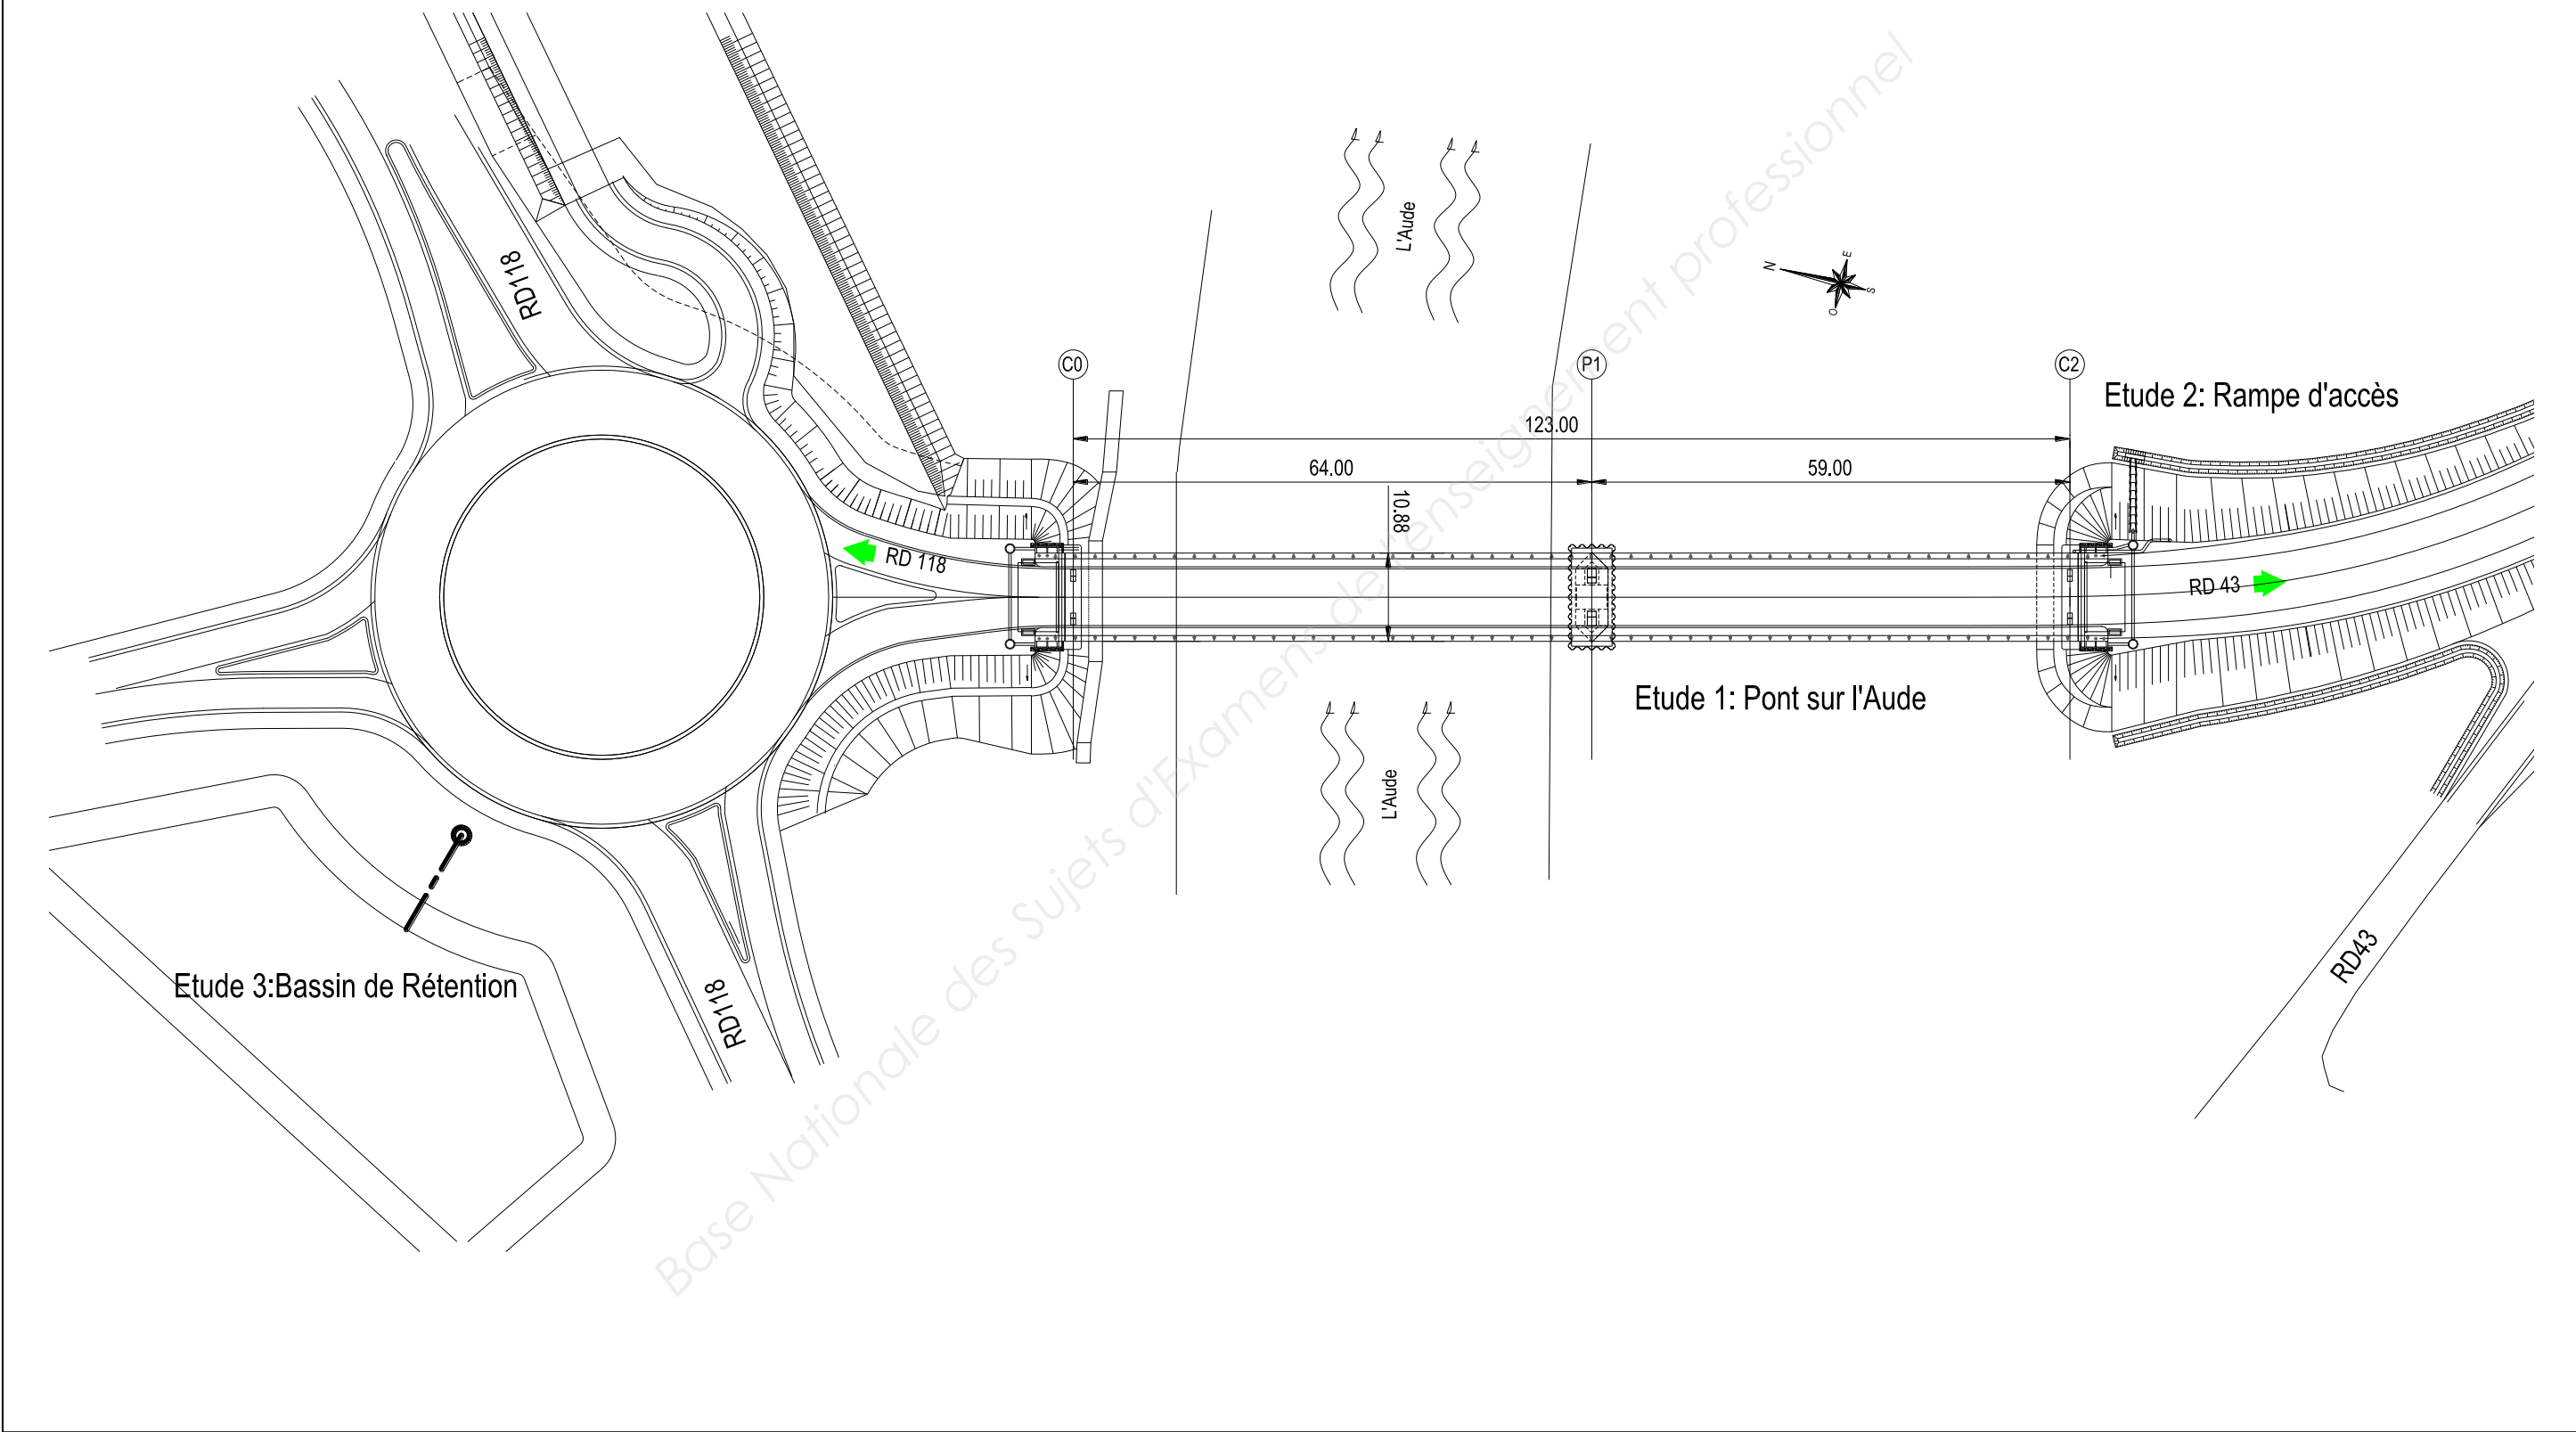 RD118
L'Aude
N
E
S
O
C0
P1
C2
Etude 2: Rampe d'accès
123.00
64.00
59.00
10.88
RD 118
RD 43
Etude 1: Pont sur l'Aude
L'Aude
Etude 3:Bassin de Rétention
RD118
RD43
Base Nationale des Sujets d'Examens de l'enseignement professionnel